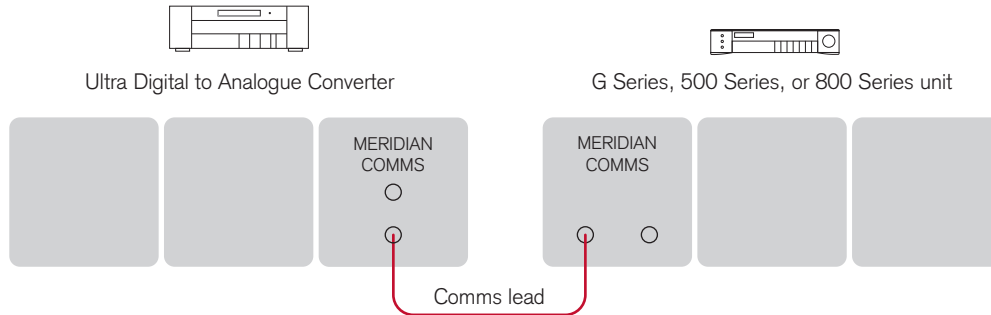 Ultra Digital to Analogue Converter
G Series, 500 Series, or 800 Series unit
MERIDIAN
COMMS
MERIDIAN
COMMS
Comms lead